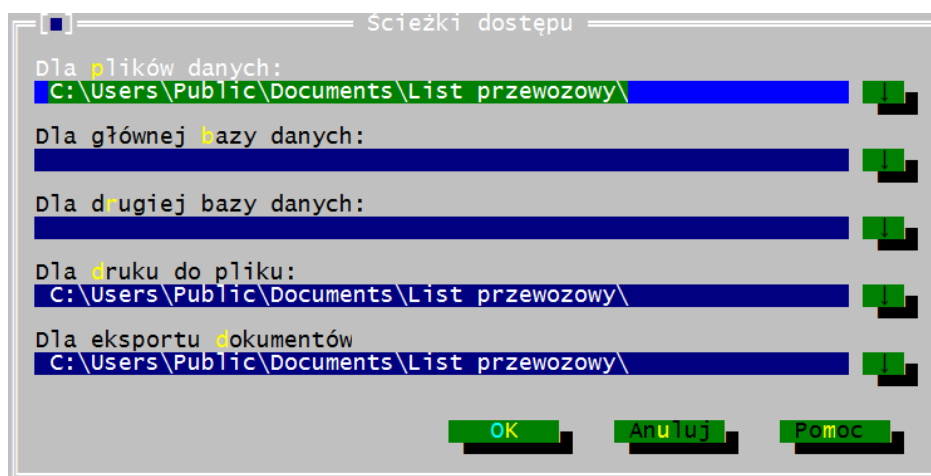 [■] Ścieżki dostępu
Dla plików danych:
C:\Users\Public\Documents\List przewozowy\
↓
Dla głównej bazy danych:
↓
Dla drugiej bazy danych:
↓
Dla druku do pliku:
C:\Users\Public\Documents\List przewozowy\
↓
Dla eksportu dokumentów
C:\Users\Public\Documents\List przewozowy\
↓
OK Anuluj Pomoc